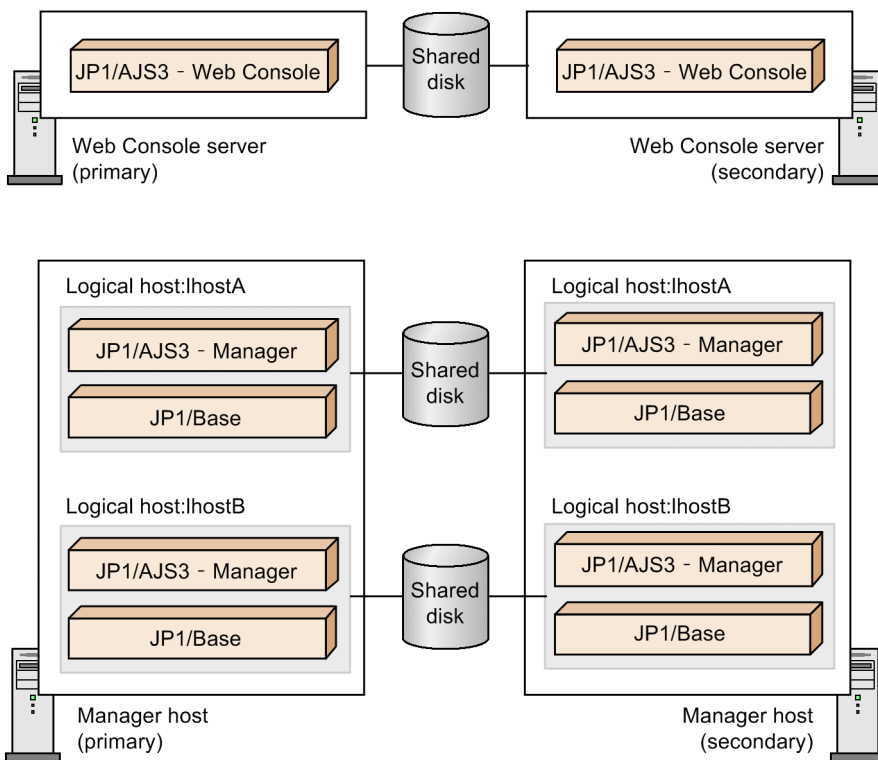 JP1/AJS3 - Web Console
Shared
disk
JP1/AJS3 - Web Console
Web Console server
(primary)
Web Console server
(secondary)
Logical host:lhostA
JP1/AJS3 - Manager
JP1/Base
Shared
disk
Logical host:lhostA
JP1/AJS3 - Manager
JP1/Base
Logical host:lhostB
JP1/AJS3 - Manager
JP1/Base
Shared
disk
Logical host:lhostB
JP1/AJS3 - Manager
JP1/Base
Manager host
(primary)
Manager host
(secondary)